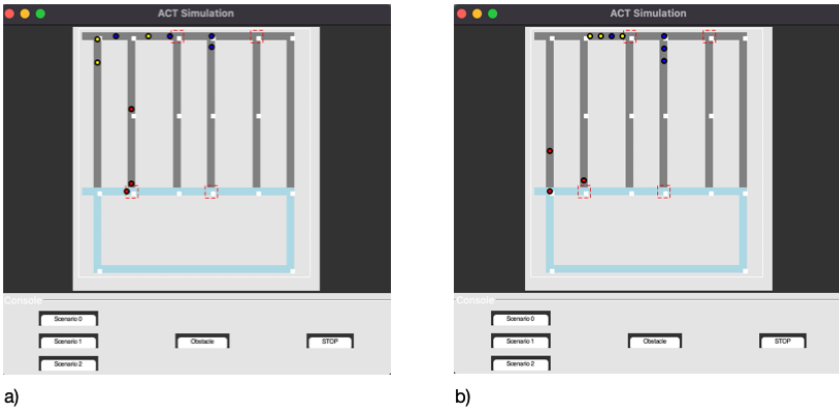 ACT Simulation
Console
Scenario 0
Scenario 1
Obstacle
STOP
Scenario 2
a)
ACT Simulation
Console
Scenario 0
Scenario 1
Obstacle
STOP
Scenario 2
b)